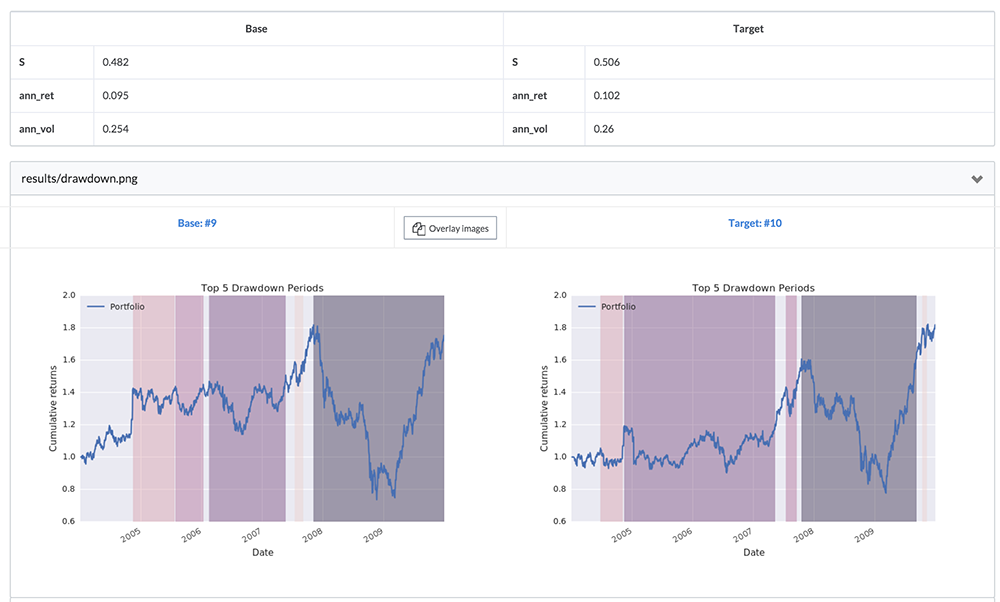 Base Target
S 0.482 S 0.506
ann_ret 0.095 ann_ret 0.102
ann_vol 0.254 ann_vol 0.26
results/drawdown.png
Base: #9 Overlay images Target: #10
Top 5 Drawdown Periods
Portfolio
Cumulative returns
2.0
1.8
1.6
1.4
1.2
1.0
0.8
0.6
2005 2006 2007 2008 2009
Date
Top 5 Drawdown Periods
Portfolio
Cumulative returns
2.0
1.8
1.6
1.4
1.2
1.0
0.8
0.6
2005 2006 2007 2008 2009
Date